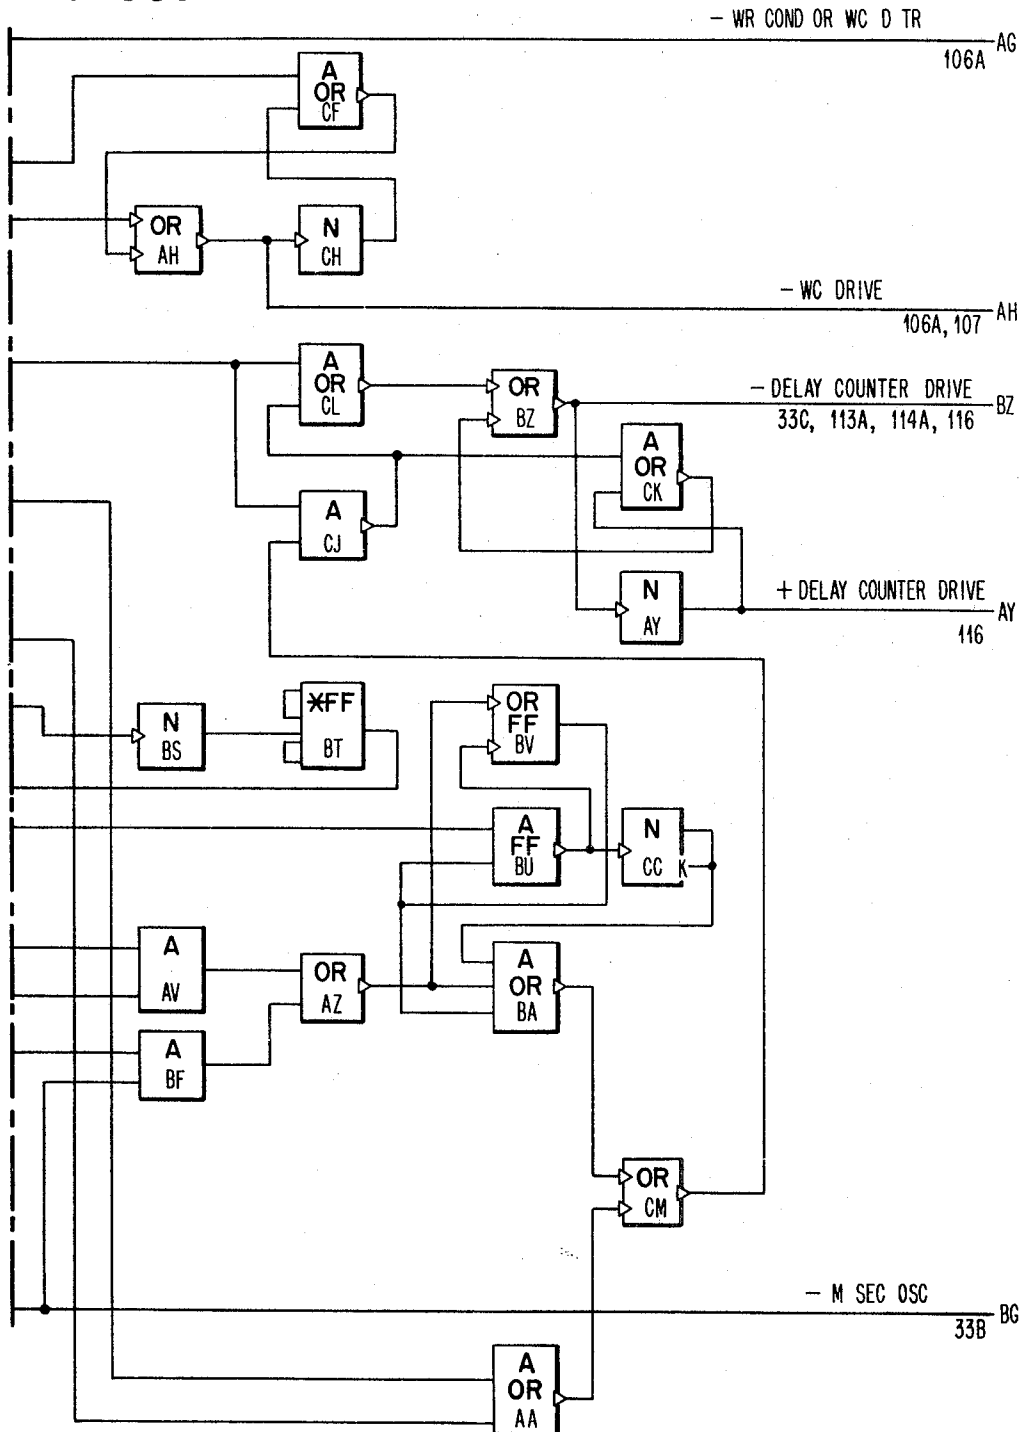 − WR COND OR WC D TR
AG
106A
A
OR
CF
OR
AH
N
CH
− WC DRIVE
AH
106A, 107
A
OR
CL
OR
BZ
− DELAY COUNTER DRIVE
BZ
33C, 113A, 114A, 116
A
OR
CK
A
CJ
N
AY
+ DELAY COUNTER DRIVE
AY
116
N
BS
*FF
BT
OR
FF
BV
A
FF
BU
N
CC K
A
AV
OR
AZ
A
OR
BA
A
BF
OR
CM
− M SEC OSC
BG
33B
A
OR
AA